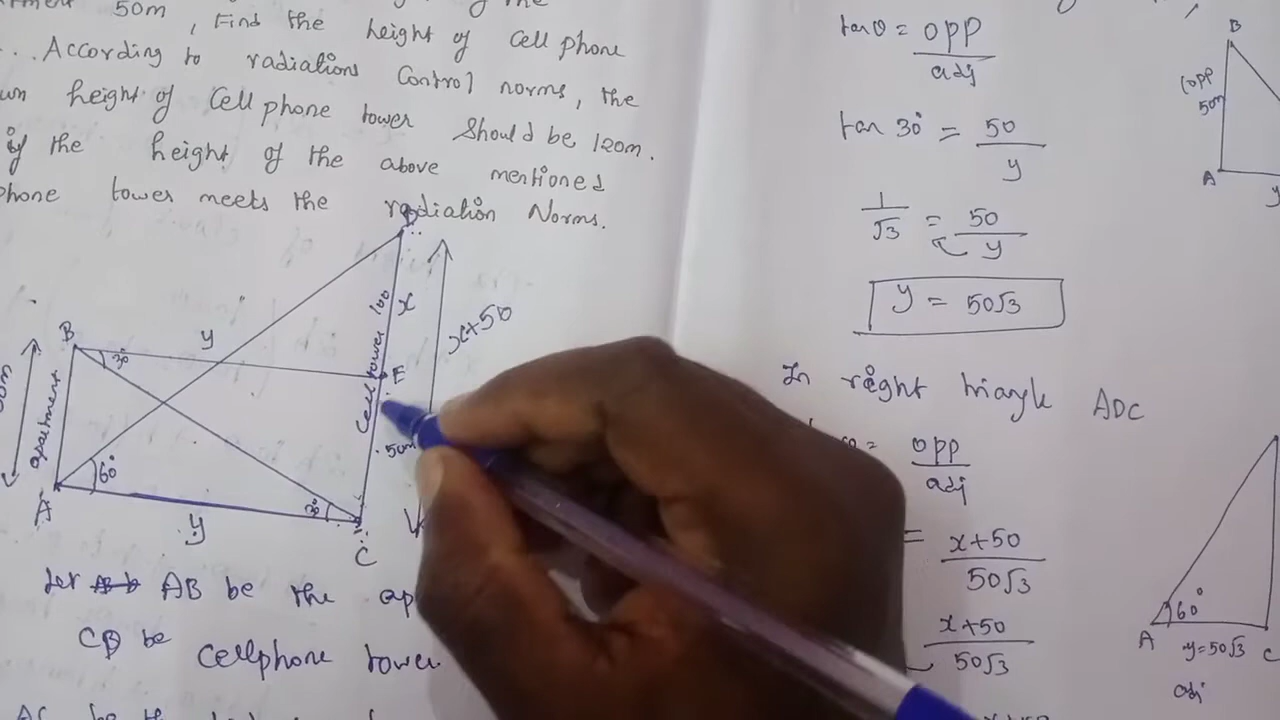 50m, Find the height of Cell phone
According to radiations Control norms, the
height of Cell phone tower Should be 120m.
of the height of the above mentioned
phone tower meets the radiation Norms.
D
x
Cell tower 100
x+50
B
30°
y
E
apartment
50m
60°
A
y
30°
C
Let AB be the
CD be Cellphone tower
tanθ = opp/adj
tan 30° = 50/y
1/√3 = 50/y
y = 50√3
In right triangle ADC
opp/adj
= x+50/50√3
x+50/50√3
B
(opp
50m
A
y
60°
A
y=50√3
C
adj